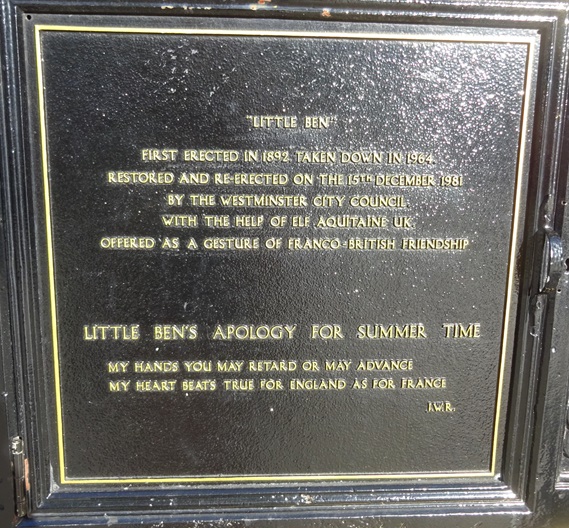 "LITTLE BEN"
FIRST ERECTED IN 1892. TAKEN DOWN IN 1964.
RESTORED AND RE-ERECTED ON THE 15TH DECEMBER 1981
BY THE WESTMINSTER CITY COUNCIL.
WITH THE HELP OF ELF AQUITAINE UK
OFFERED AS A GESTURE OF FRANCO-BRITISH FRIENDSHIP
LITTLE BEN'S APOLOGY FOR SUMMER TIME
MY HANDS YOU MAY RETARD OR MAY ADVANCE
MY HEART BEATS TRUE FOR ENGLAND AS FOR FRANCE
J.W.R.